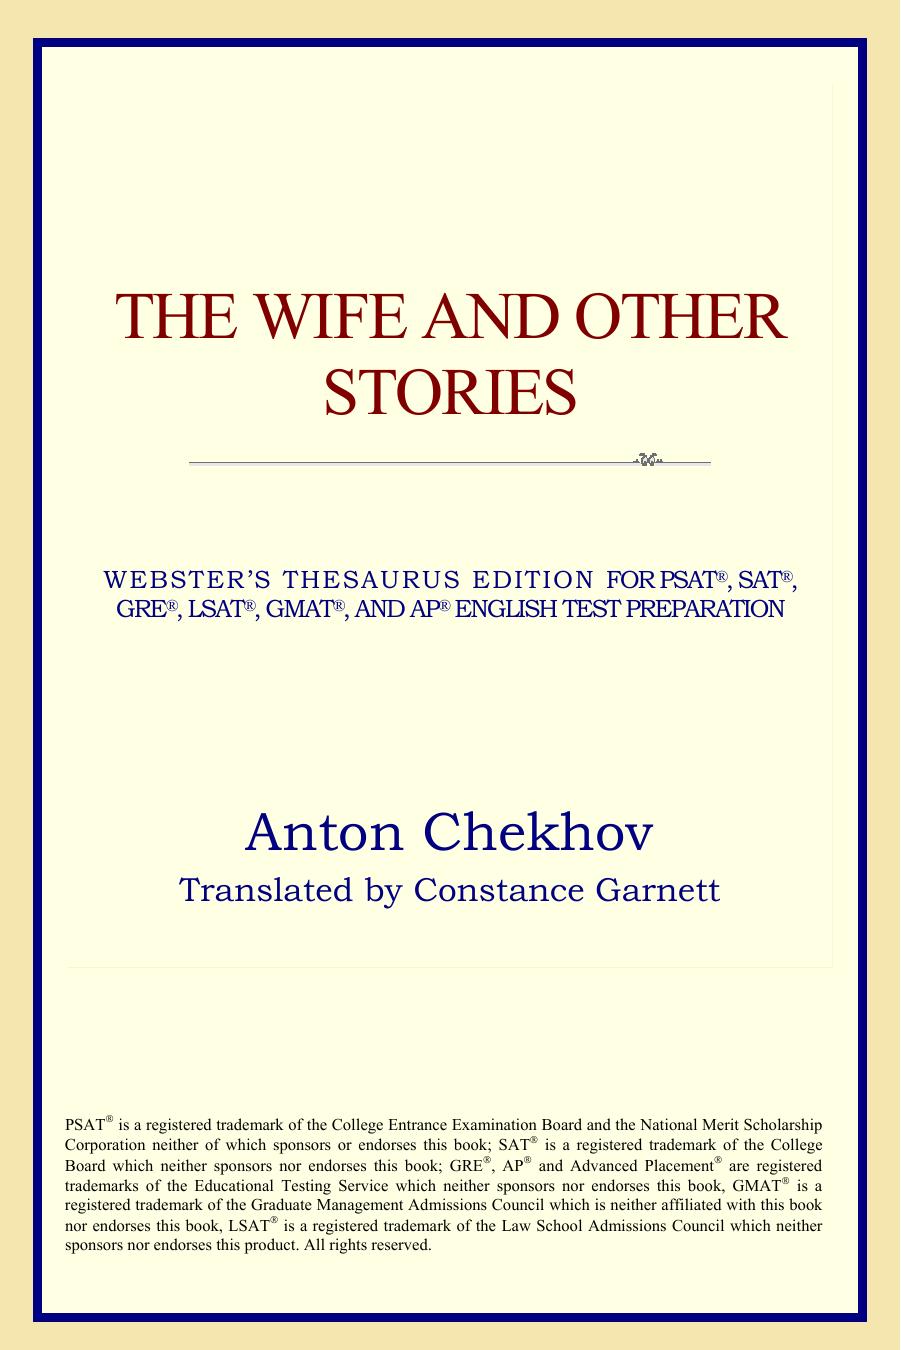 THE WIFE AND OTHER
STORIES
WEBSTER’S THESAURUS EDITION FOR PSAT®, SAT®,
GRE®, LSAT®, GMAT®, AND AP® ENGLISH TEST PREPARATION
Anton Chekhov
Translated by Constance Garnett
PSAT® is a registered trademark of the College Entrance Examination Board and the National Merit Scholarship
Corporation neither of which sponsors or endorses this book; SAT® is a registered trademark of the College
Board which neither sponsors nor endorses this book; GRE®, AP® and Advanced Placement® are registered
trademarks of the Educational Testing Service which neither sponsors nor endorses this book, GMAT® is a
registered trademark of the Graduate Management Admissions Council which is neither affiliated with this book
nor endorses this book, LSAT® is a registered trademark of the Law School Admissions Council which neither
sponsors nor endorses this product. All rights reserved.